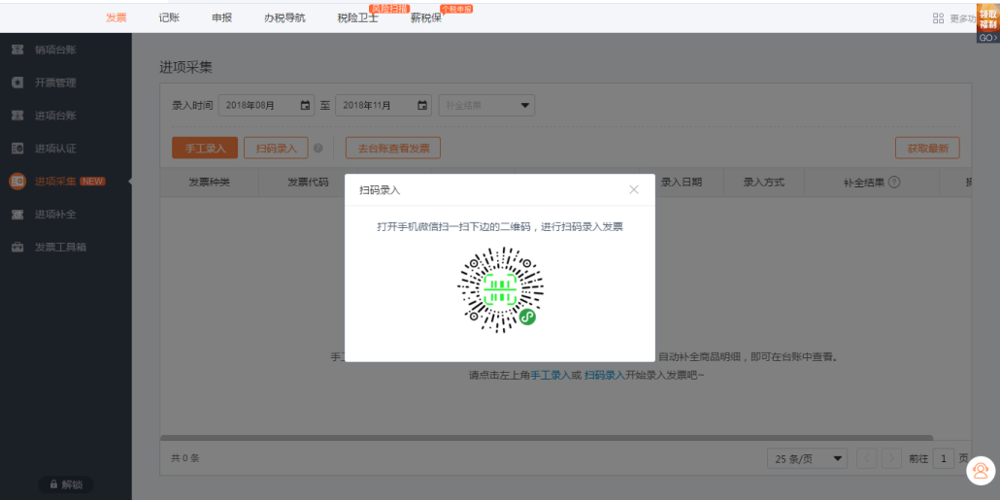 发票 记账 申报 办税导航 税险卫士 风险扫描 薪税保 个税申报 更多功 领取福利 GO>
销项台账
开票管理
进项台账
进项认证
进项采集 NEW
进项补全
发票工具箱
解锁
进项采集
录入时间 2018年08月 至 2018年11月 补全结果
手工录入 扫码录入 去台账查看发票 获取最新
发票种类 发票代码 录入日期 录入方式 补全结果
扫码录入
打开手机微信扫一扫下边的二维码，进行扫码录入发票
手 自动补全商品明细，即可在台账中查看。
请点击左上角手工录入或 扫码录入开始录入发票吧~
共 0 条 25 条/页 前往 1 页